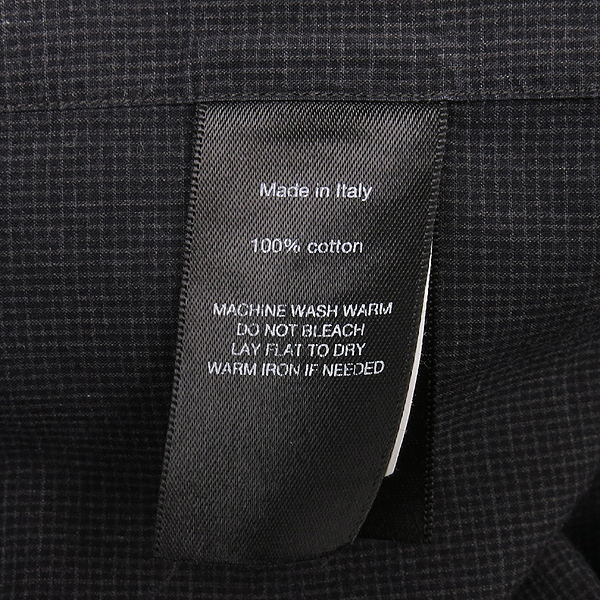 Made in Italy
100% cotton
MACHINE WASH WARM
DO NOT BLEACH
LAY FLAT TO DRY
WARM IRON IF NEEDED